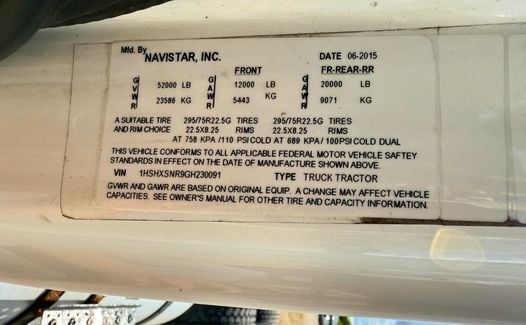 Mfd. By NAVISTAR, INC. DATE 06-2015
FRONT FR-REAR-RR
GVWR 52000 LB GAWR 12000 LB GAWR 20000 LB
23586 KG 5443 KG 9071 KG
A SUITABLE TIRE 295/75R22.5G TIRES 295/75R22.5G TIRES
AND RIM CHOICE 22.5X8.25 RIMS 22.5X8.25 RIMS
AT 758 KPA /110 PSI COLD AT 689 KPA/ 100PSI COLD DUAL
THIS VEHICLE CONFORMS TO ALL APPLICABLE FEDERAL MOTOR VEHICLE SAFTEY
STANDARDS IN EFFECT ON THE DATE OF MANUFACTURE SHOWN ABOVE.
VIN 1HSHXSNR9GH230091 TYPE TRUCK TRACTOR
GVWR AND GAWR ARE BASED ON ORIGINAL EQUIP. A CHANGE MAY AFFECT VEHICLE
CAPACITIES. SEE OWNER'S MANUAL FOR OTHER TIRE AND CAPACITY INFORMATION.